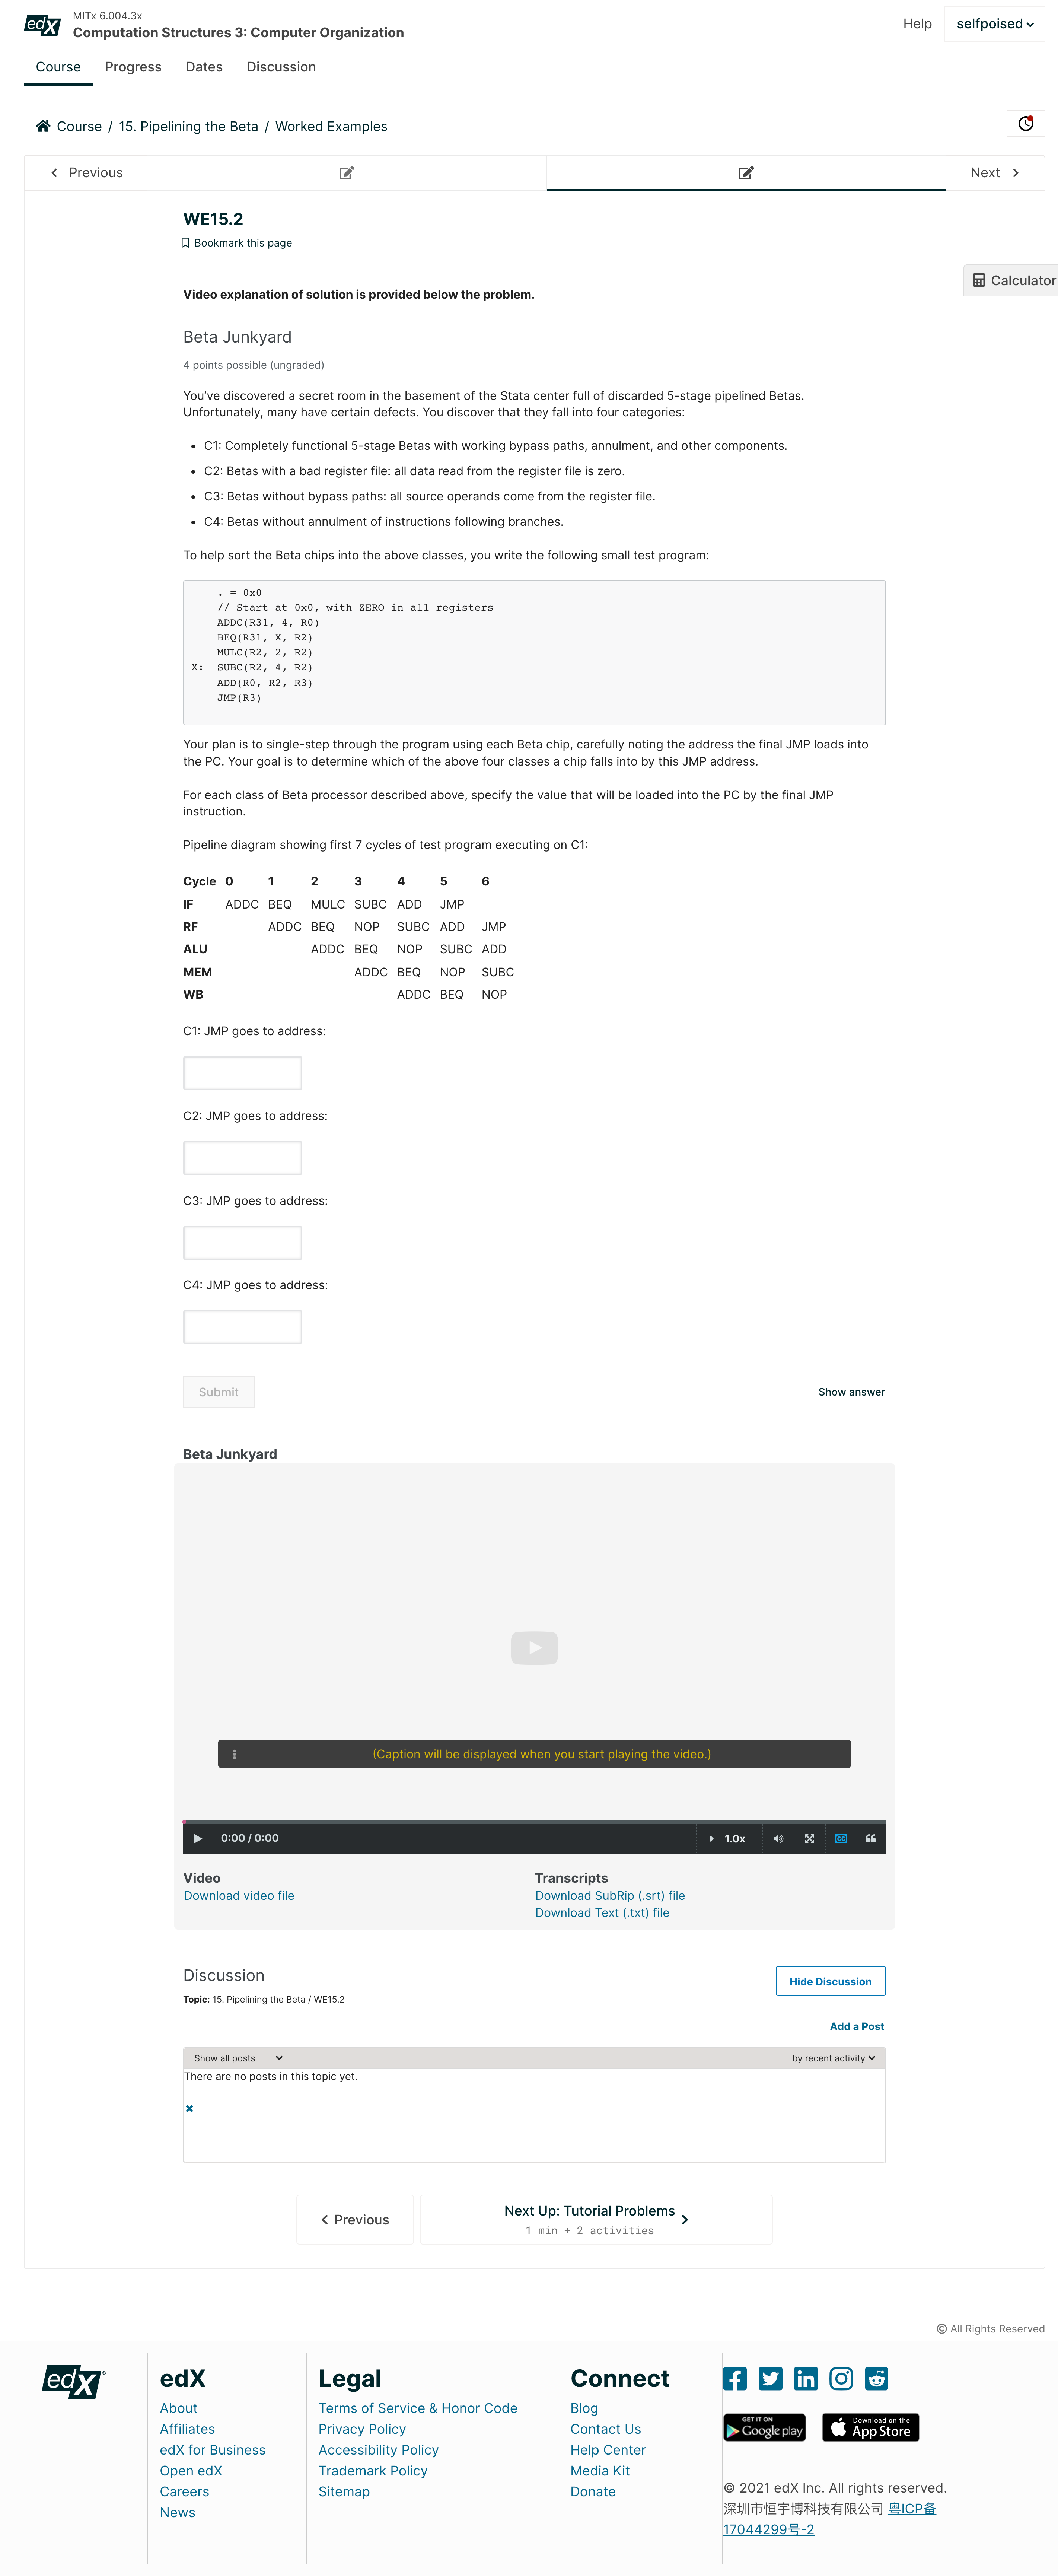 edX
MITx 6.004.3x
Computation Structures 3: Computer Organization
Help
selfpoised
Course
Progress
Dates
Discussion
Course / 15. Pipelining the Beta / Worked Examples
Previous
Next
WE15.2
Bookmark this page
Calculator
Video explanation of solution is provided below the problem.
Beta Junkyard
4 points possible (ungraded)
You’ve discovered a secret room in the basement of the Stata center full of discarded 5-stage pipelined Betas.
Unfortunately, many have certain defects. You discover that they fall into four categories:
• C1: Completely functional 5-stage Betas with working bypass paths, annulment, and other components.
• C2: Betas with a bad register file: all data read from the register file is zero.
• C3: Betas without bypass paths: all source operands come from the register file.
• C4: Betas without annulment of instructions following branches.
To help sort the Beta chips into the above classes, you write the following small test program:
. = 0x0
// Start at 0x0, with ZERO in all registers
ADDC(R31, 4, R0)
BEQ(R31, X, R2)
MULC(R2, 2, R2)
X: SUBC(R2, 4, R2)
ADD(R0, R2, R3)
JMP(R3)
Your plan is to single-step through the program using each Beta chip, carefully noting the address the final JMP loads into
the PC. Your goal is to determine which of the above four classes a chip falls into by this JMP address.
For each class of Beta processor described above, specify the value that will be loaded into the PC by the final JMP
instruction.
Pipeline diagram showing first 7 cycles of test program executing on C1:
Cycle 0 1 2 3 4 5 6
IF ADDC BEQ MULC SUBC ADD JMP
RF ADDC BEQ NOP SUBC ADD JMP
ALU ADDC BEQ NOP SUBC ADD
MEM ADDC BEQ NOP SUBC
WB ADDC BEQ NOP
C1: JMP goes to address:
C2: JMP goes to address:
C3: JMP goes to address:
C4: JMP goes to address:
Submit
Show answer
Beta Junkyard
(Caption will be displayed when you start playing the video.)
0:00 / 0:00
1.0x
CC
Video
Transcripts
Download video file
Download SubRip (.srt) file
Download Text (.txt) file
Discussion
Hide Discussion
Topic: 15. Pipelining the Beta / WE15.2
Add a Post
Show all posts
by recent activity
There are no posts in this topic yet.
Previous
Next Up: Tutorial Problems
1 min + 2 activities
© All Rights Reserved
edX
edX
About
Affiliates
edX for Business
Open edX
Careers
News
Legal
Terms of Service & Honor Code
Privacy Policy
Accessibility Policy
Trademark Policy
Sitemap
Connect
Blog
Contact Us
Help Center
Media Kit
Donate
GET IT ON
Google play
Download on the
App Store
© 2021 edX Inc. All rights reserved.
深圳市恒宇博科技有限公司 粤ICP备
17044299号-2